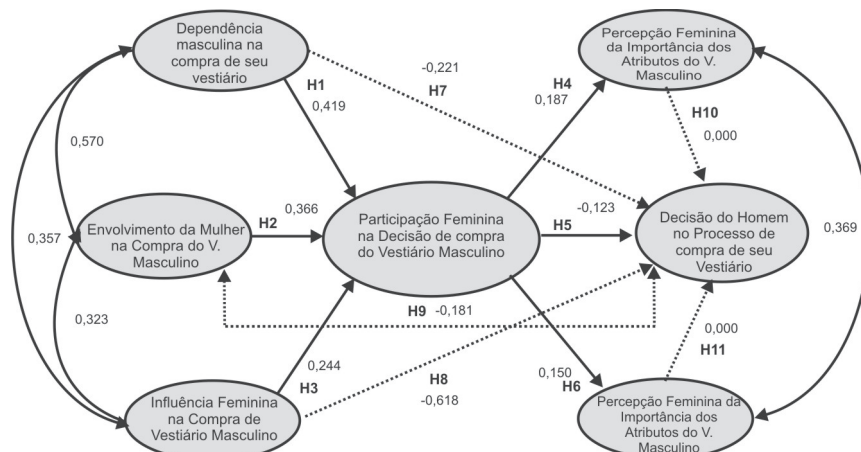 Dependência
masculina na
compra de seu
vestiário
Percepção Feminina
da Importância dos
Atributos do V.
Masculino
-0,221
H1
H7
H4
0,419
0,187
H10
0,000
0,570
Envolvimento da Mulher
na Compra do V.
Masculino
H2
0,366
Participação Feminina
na Decisão de compra
do Vestiário Masculino
-0,123
H5
Decisão do Homem
no Processo de
compra de seu
Vestiário
0,357
0,369
H9
-0,181
0,323
0,000
H11
0,244
H3
H8
-0,618
0,150
H6
Influência Feminina
na Compra de
Vestiário Masculino
Percepção Feminina da
Importância dos
Atributos do V.
Masculino